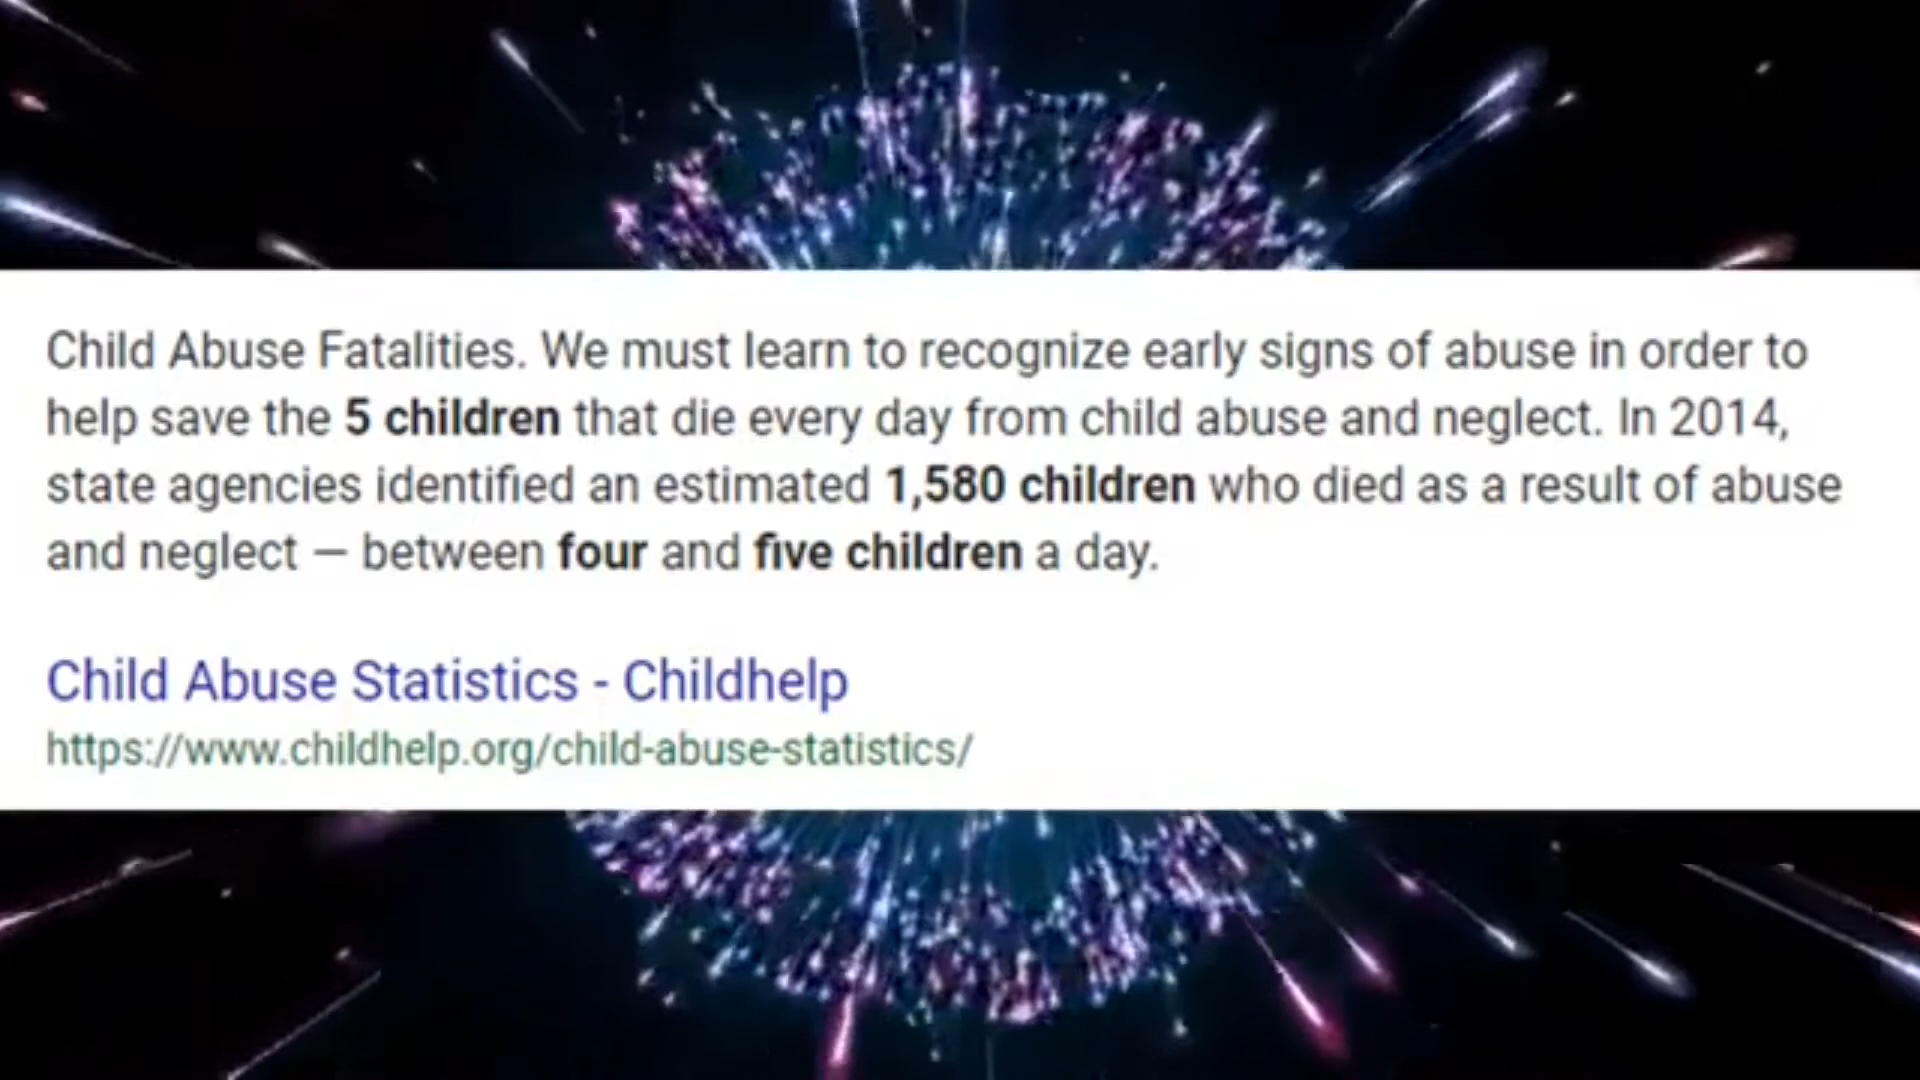 Child Abuse Fatalities. We must learn to recognize early signs of abuse in order to
help save the 5 children that die every day from child abuse and neglect. In 2014,
state agencies identified an estimated 1,580 children who died as a result of abuse
and neglect — between four and five children a day.
Child Abuse Statistics - Childhelp
https://www.childhelp.org/child-abuse-statistics/